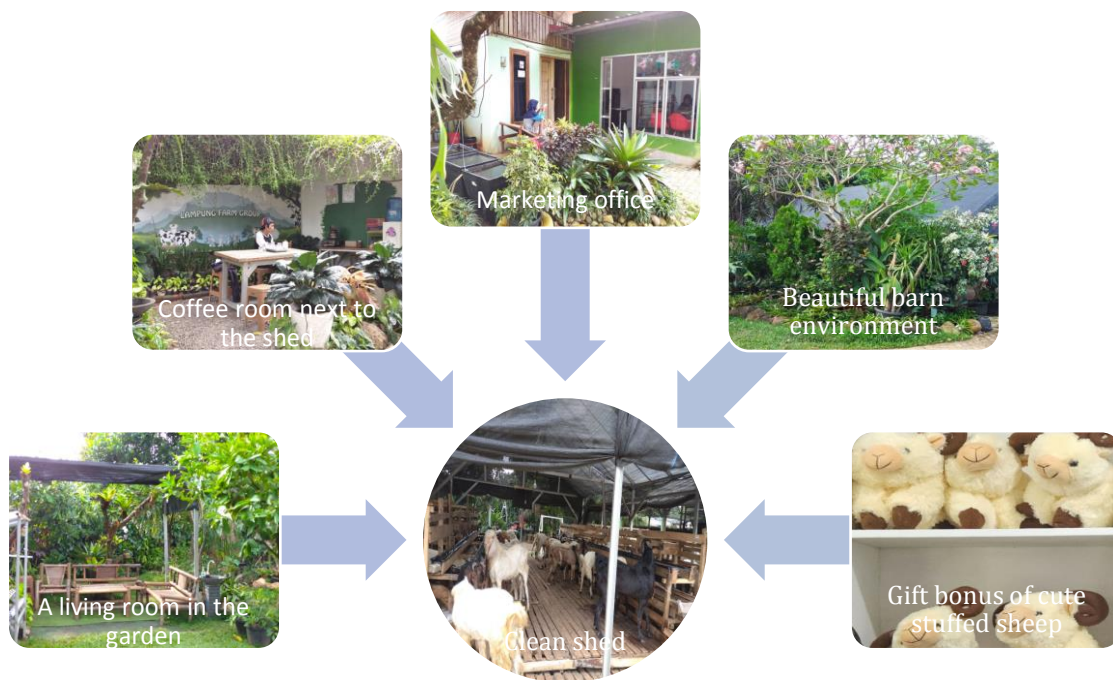 Marketing office
LAMPUNG FARM GROUP
Coffee room next to
the shed
Beautiful barn
environment
A living room in the
garden
Gift bonus of cute
stuffed sheep
Clean shed